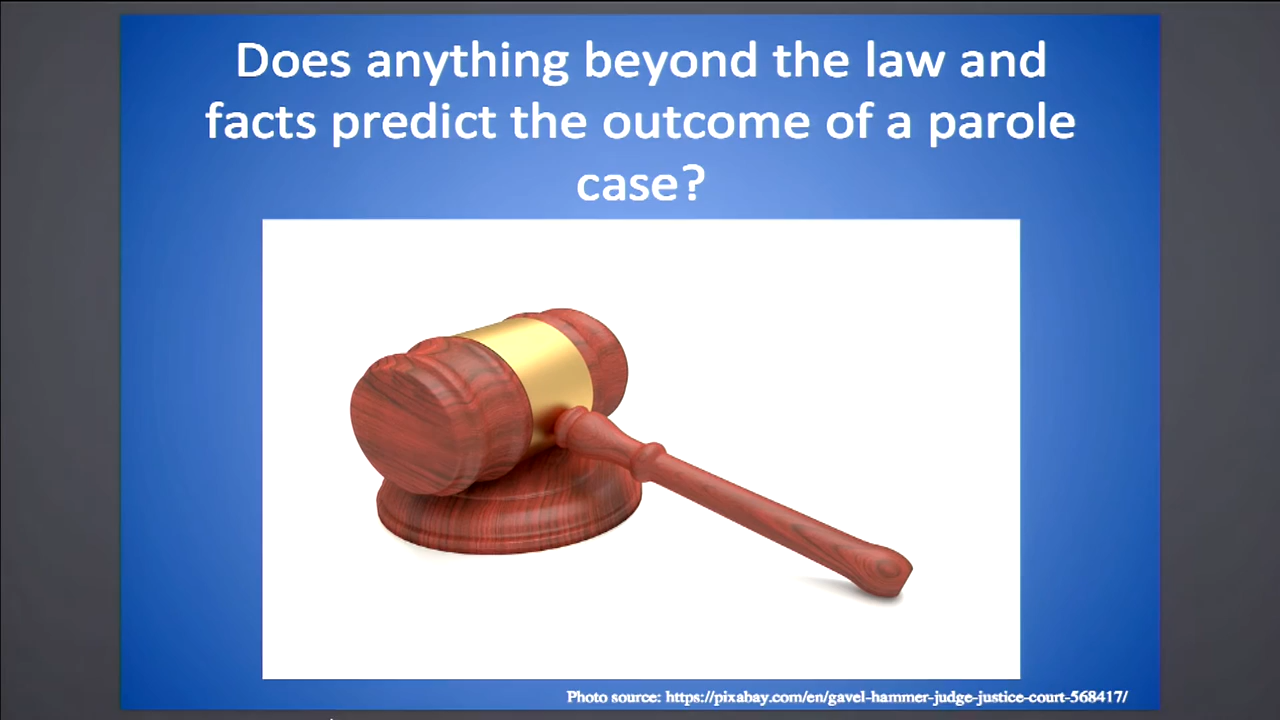 Does anything beyond the law and
facts predict the outcome of a parole
case?
Photo source: https://pixabay.com/en/gavel-hammer-judge-justice-court-568417/